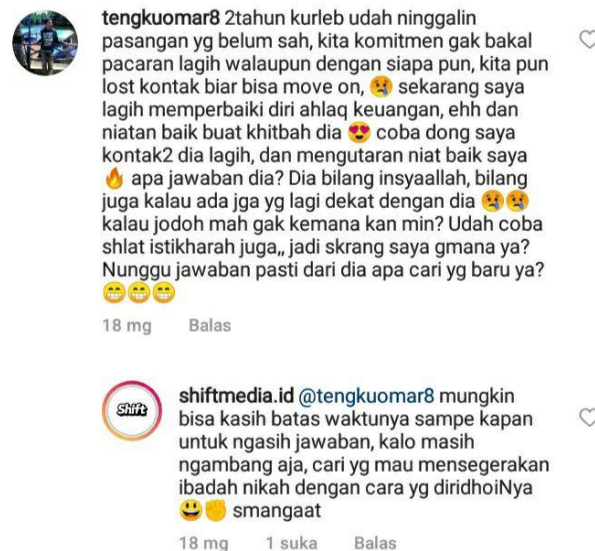 tengkuomar8 2tahun kurleb udah ninggalin
pasangan yg belum sah, kita komitmen gak bakal
pacaran lagih walaupun dengan siapa pun, kita pun
lost kontak biar bisa move on, 😢 sekarang saya
lagih memperbaiki diri ahlaq keuangan, ehh dan
niatan baik buat khitbah dia 😍 coba dong saya
kontak2 dia lagih, dan mengutaran niat baik saya
🔥 apa jawaban dia? Dia bilang insyaallah, bilang
juga kalau ada jga yg lagi dekat dengan dia 😢😢
kalau jodoh mah gak kemana kan min? Udah coba
shlat istikharah juga,, jadi skrang saya gmana ya?
Nunggu jawaban pasti dari dia apa cari yg baru ya?
😁😁😁
18 mg Balas
Shift
shiftmedia.id @tengkuomar8 mungkin
bisa kasih batas waktunya sampe kapan
untuk ngasih jawaban, kalo masih
ngambang aja, cari yg mau mensegerakan
ibadah nikah dengan cara yg diridhoiNya
😃✊ smangaat
18 mg 1 suka Balas